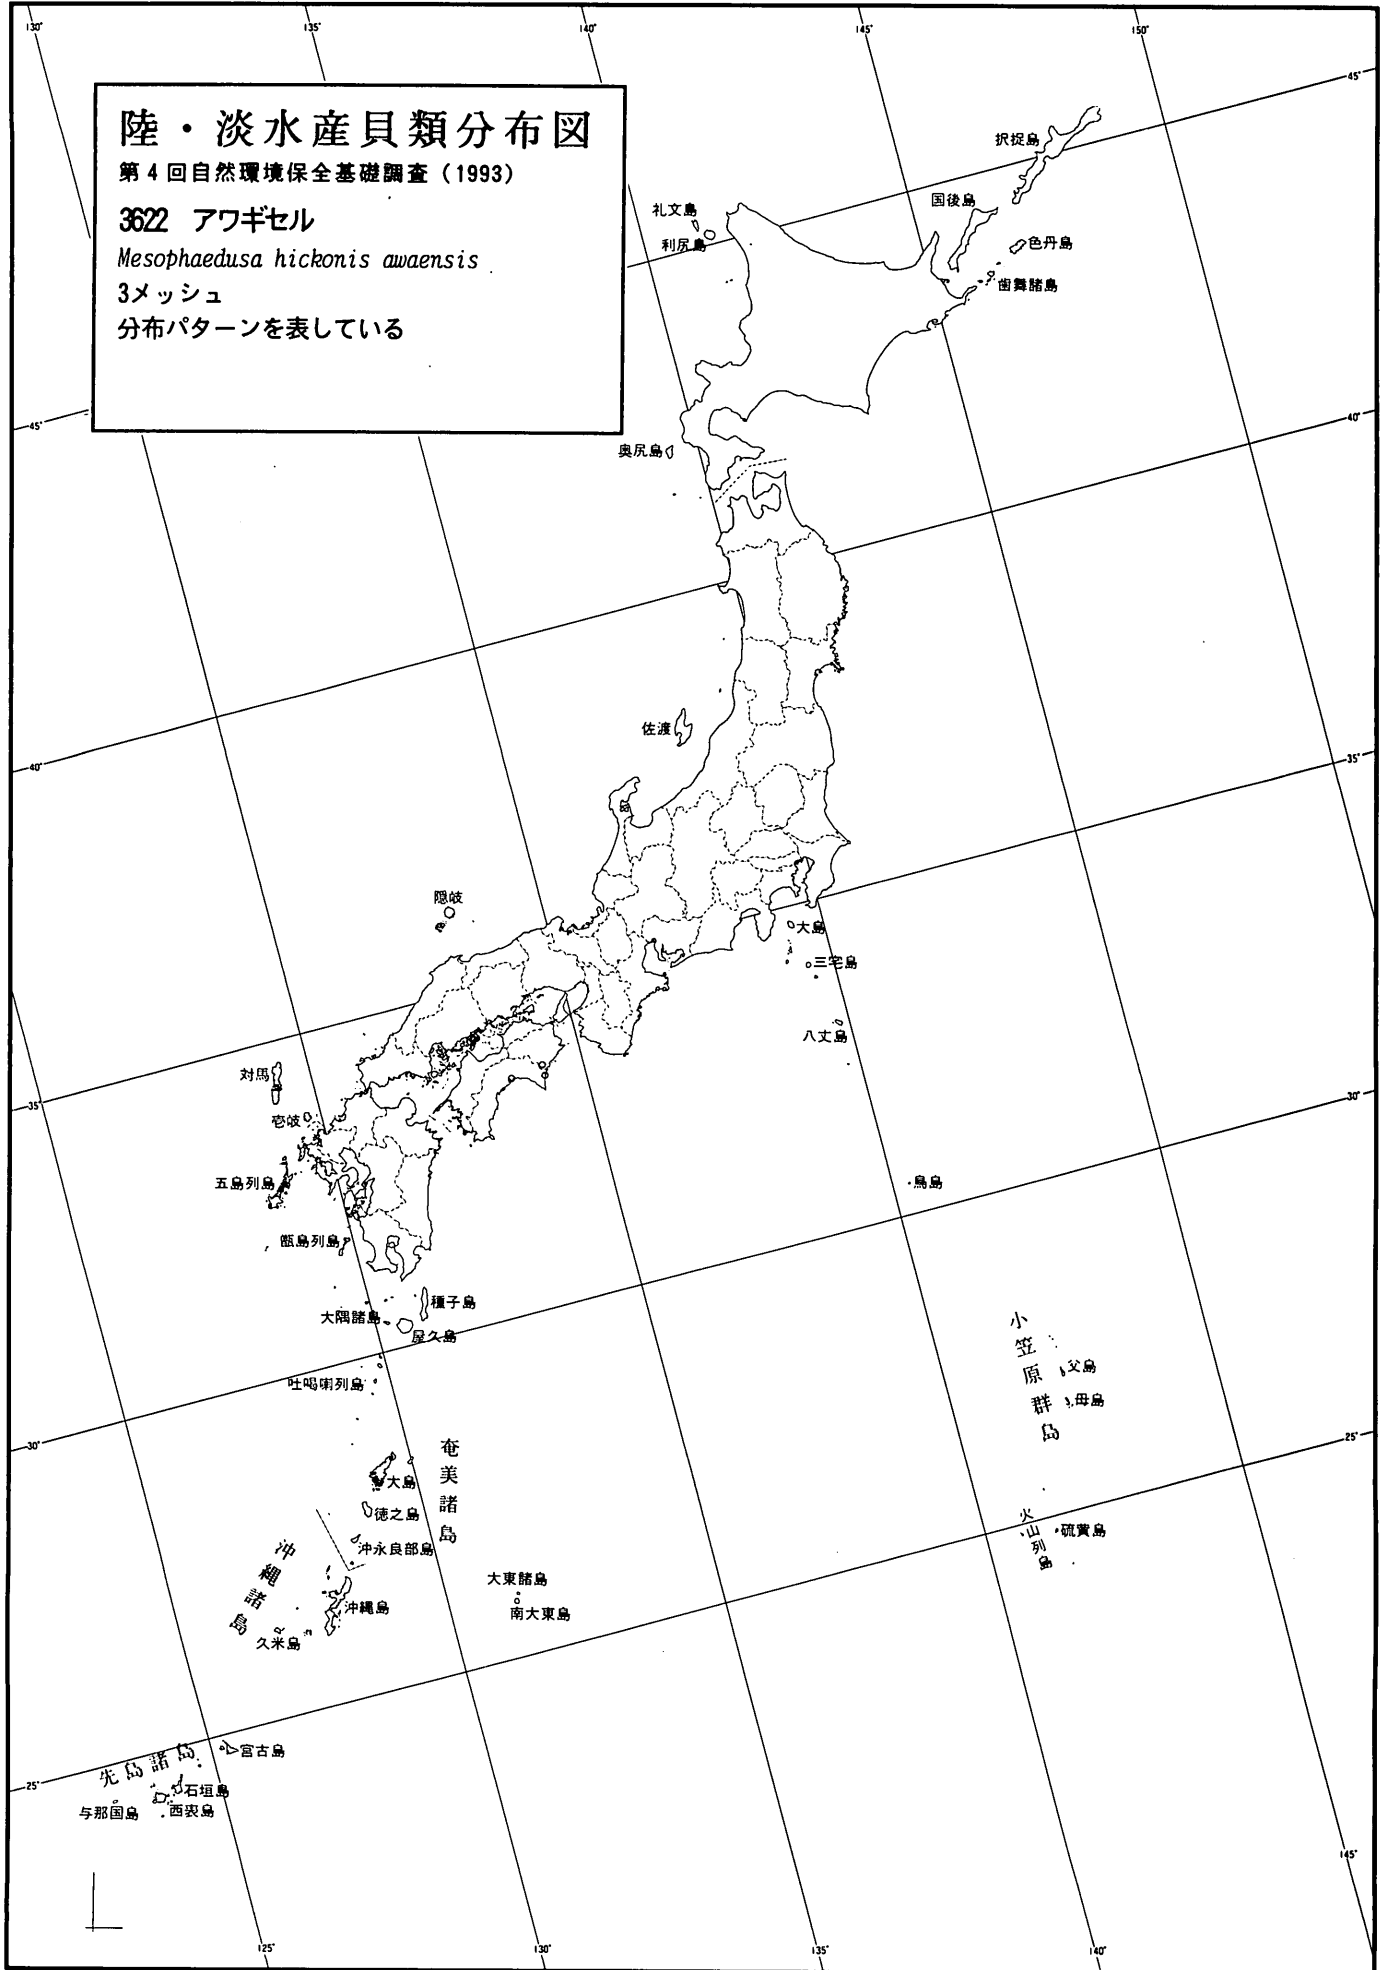 130°
135°
140°
145°
150°
陸・淡水産貝類分布図
第4回自然環境保全基礎調査(1993)
3622 アワギセル
Mesophaedusa hickonis awaensis
3メッシュ
分布パターンを表している
45°
択捉島
国後島
色丹島
歯舞諸島
礼文島
利尻島
45°
40°
奥尻島
佐渡
40°
35°
隠岐
大島
三宅島
八丈島
対馬
35°
壱岐
30°
五島列島
鳥島
甑島列島
種子島
大隅諸島
屋久島
吐噶喇列島
小笠原群島
父島
母島
30°
25°
奄美諸島
大島
徳之島
沖永良部島
火山列島
硫黄島
沖縄諸島
沖縄島
久米島
大東諸島
南大東島
先島諸島
宮古島
25°
石垣島
与那国島
西表島
145°
125°
130°
135°
140°